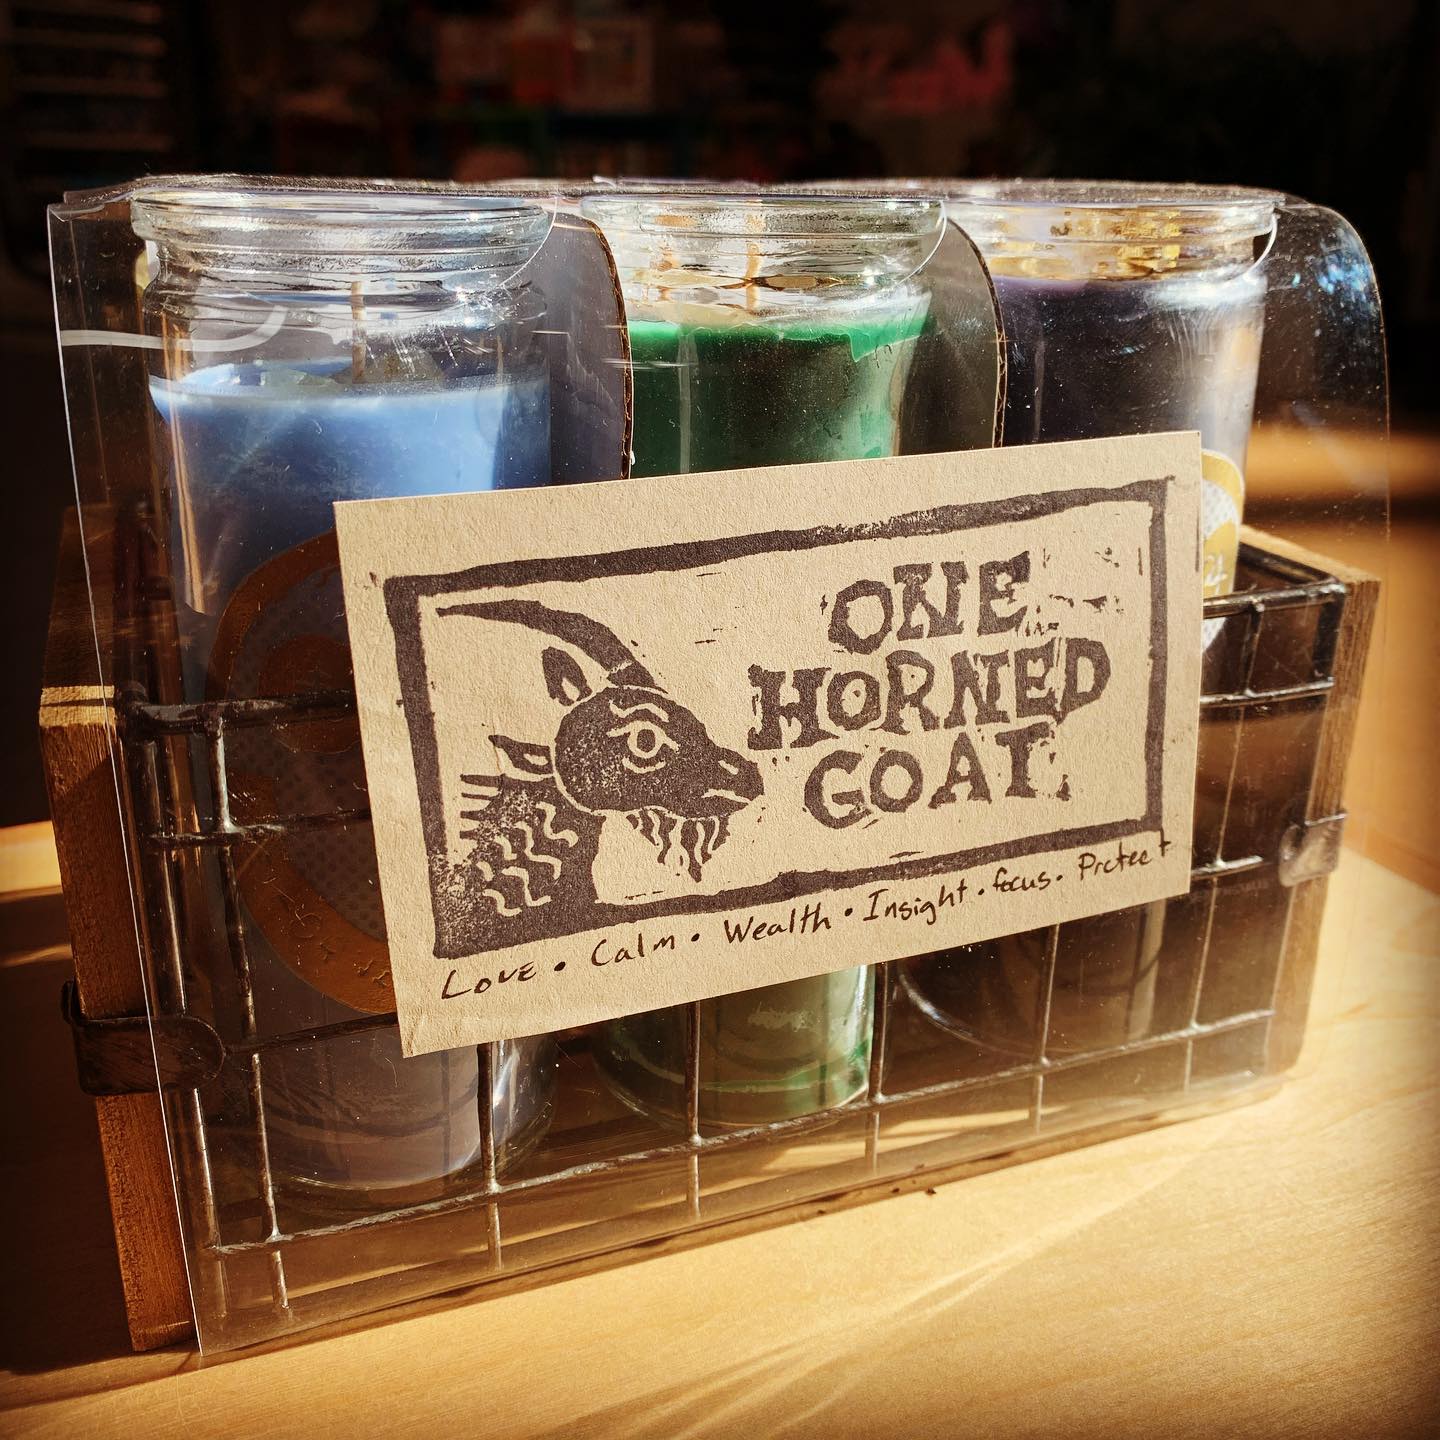 ONE
HORNED
GOAT
Love • Calm • Wealth • Insight • focus • Protect